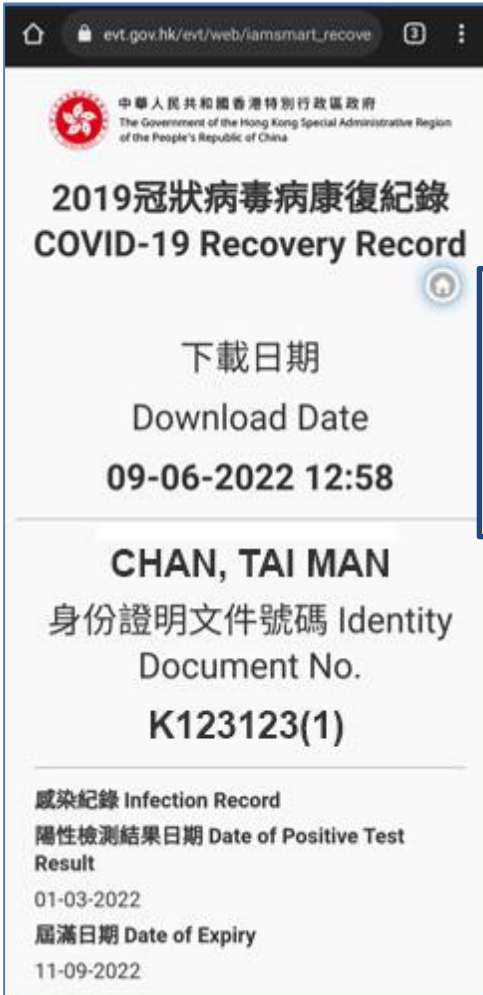 evt.gov.hk/evt/web/iamsmart_recove
3
中華人民共和國香港特別行政區政府
The Government of the Hong Kong Special Administrative Region
of the People's Republic of China
2019冠狀病毒病康復紀錄
COVID-19 Recovery Record
下載日期
Download Date
09-06-2022 12:58
CHAN, TAI MAN
身份證明文件號碼 Identity
Document No.
K123123(1)
感染紀錄 Infection Record
陽性檢測結果日期 Date of Positive Test
Result
01-03-2022
屆滿日期 Date of Expiry
11-09-2022